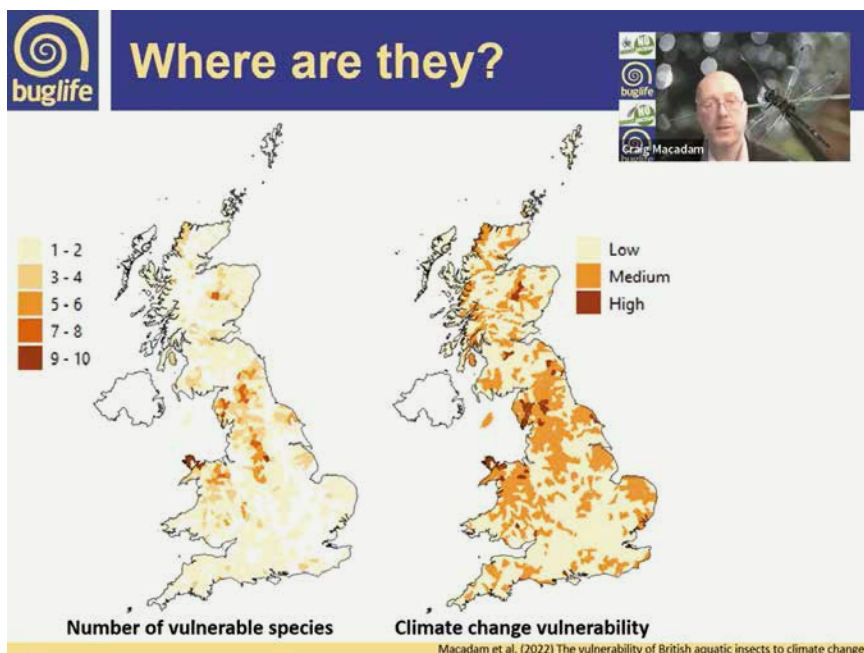 buglife
Where are they?
buglife
buglife
Craig Macadam
1 - 2
3 - 4
5 - 6
7 - 8
9 - 10
Low
Medium
High
Number of vulnerable species
Climate change vulnerability
Macadam et al. (2022) The vulnerability of British aquatic insects to climate change